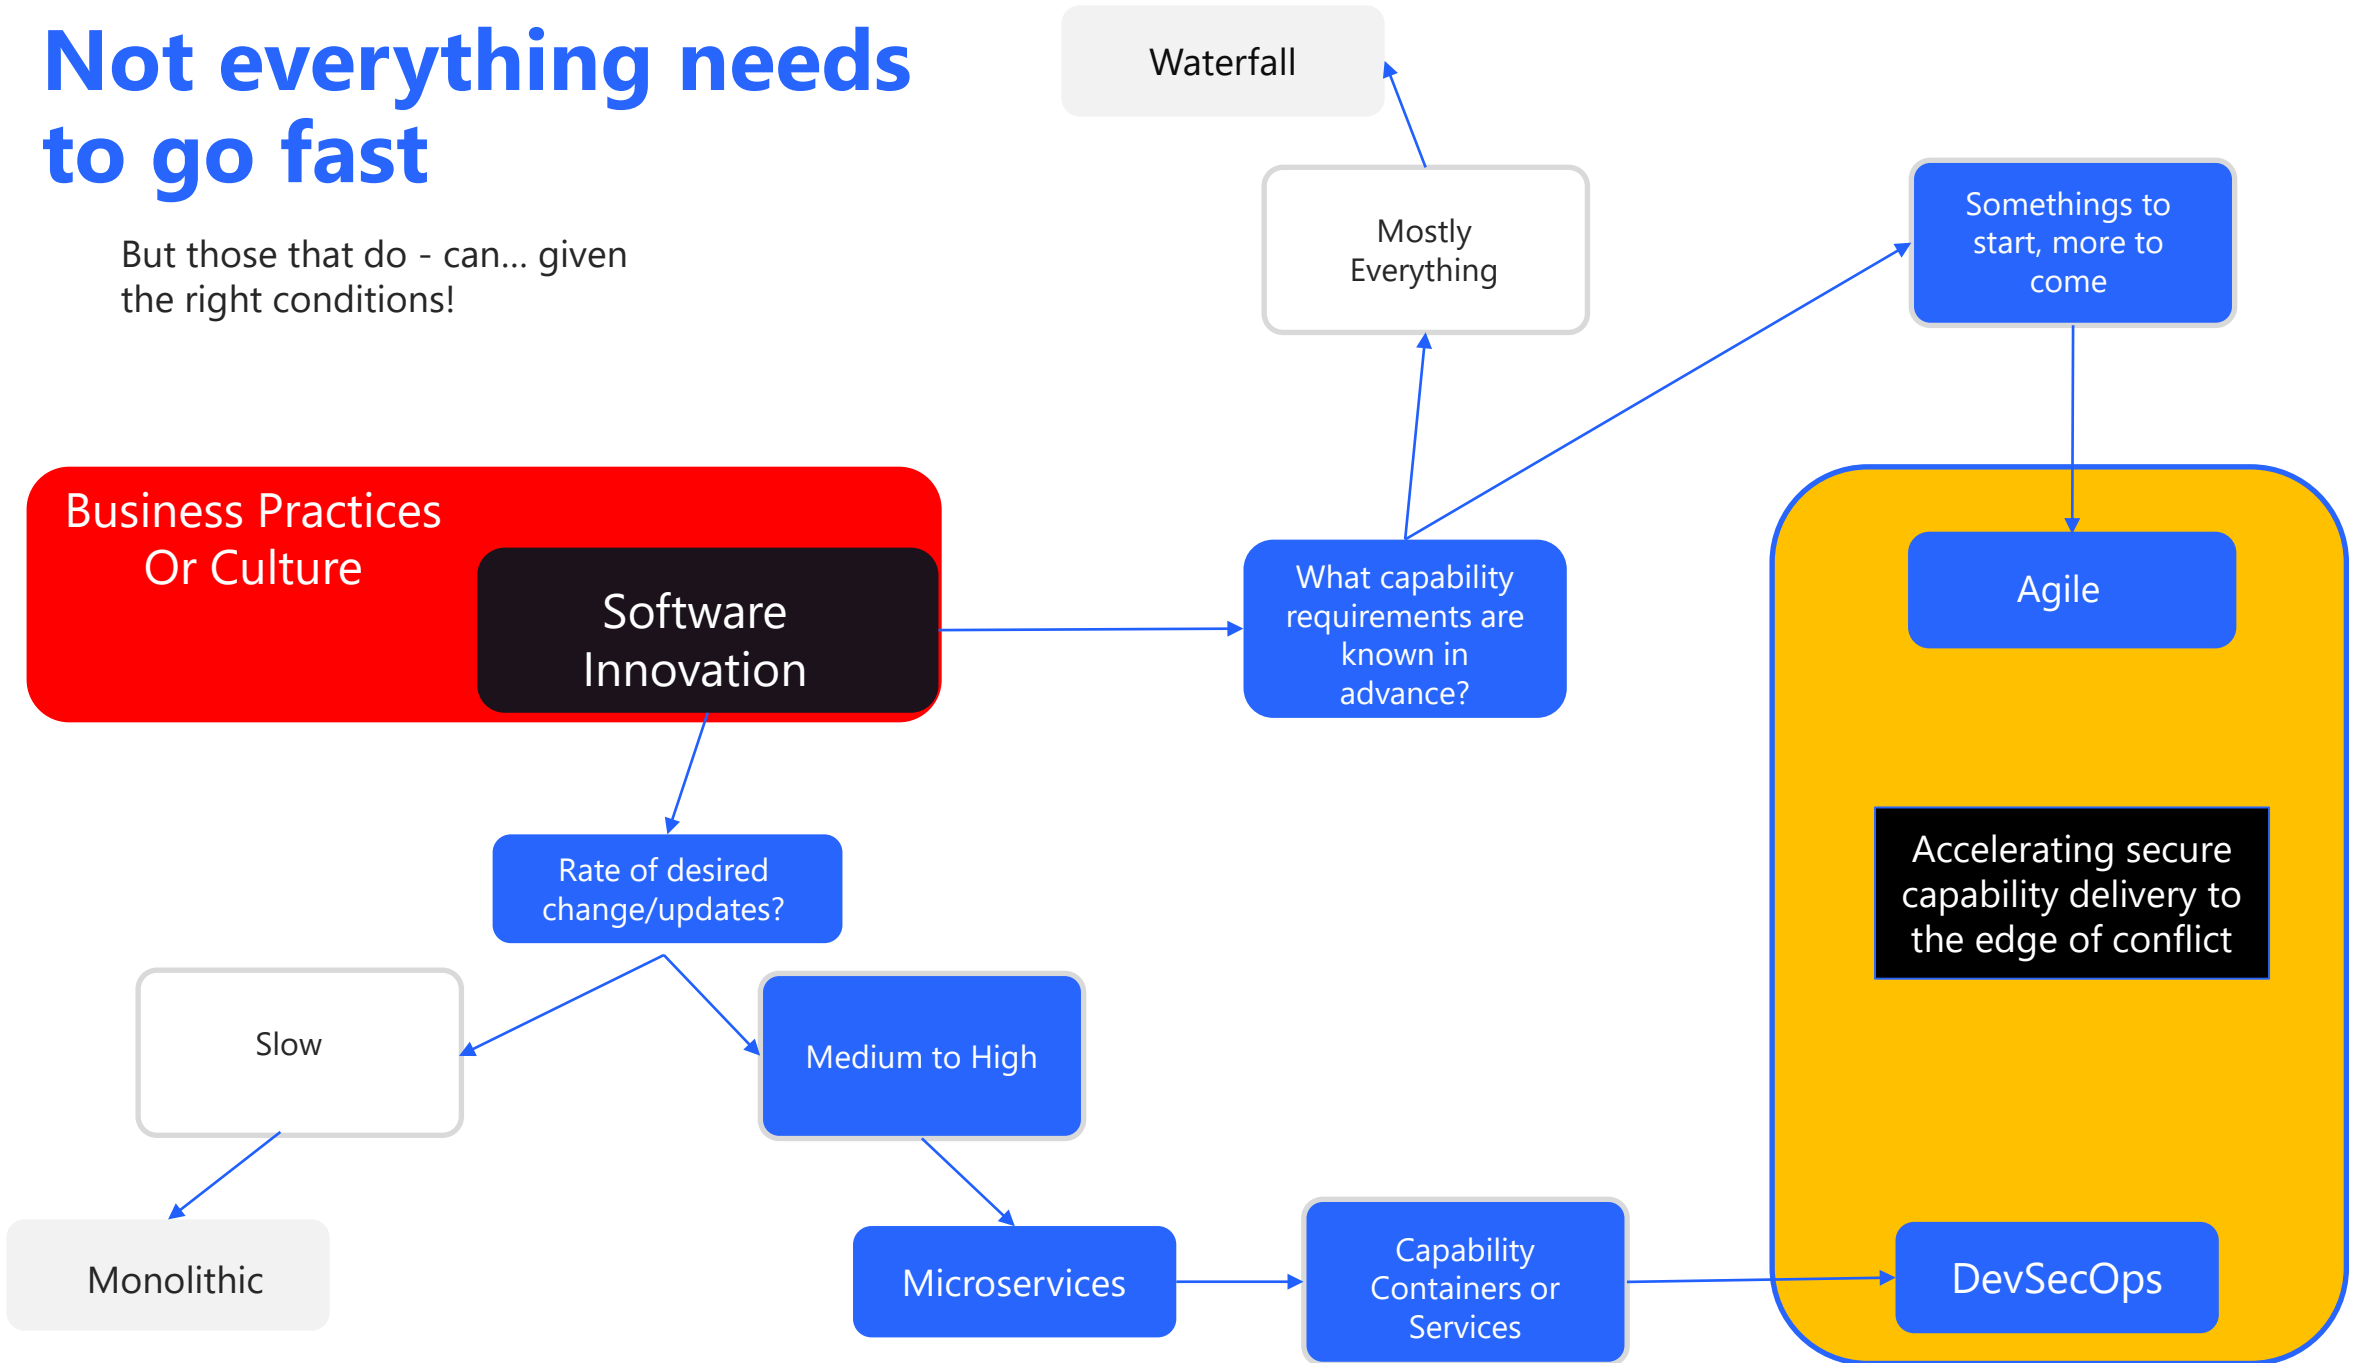 Not everything needs
to go fast
But those that do - can... given
the right conditions!
Waterfall
Mostly
Everything
Somethings to
start, more to
come
Business Practices
Or Culture
Software
Innovation
What capability
requirements are
known in
advance?
Agile
Accelerating secure
capability delivery to
the edge of conflict
Rate of desired
change/updates?
Slow
Medium to High
Monolithic
Microservices
Capability
Containers or
Services
DevSecOps